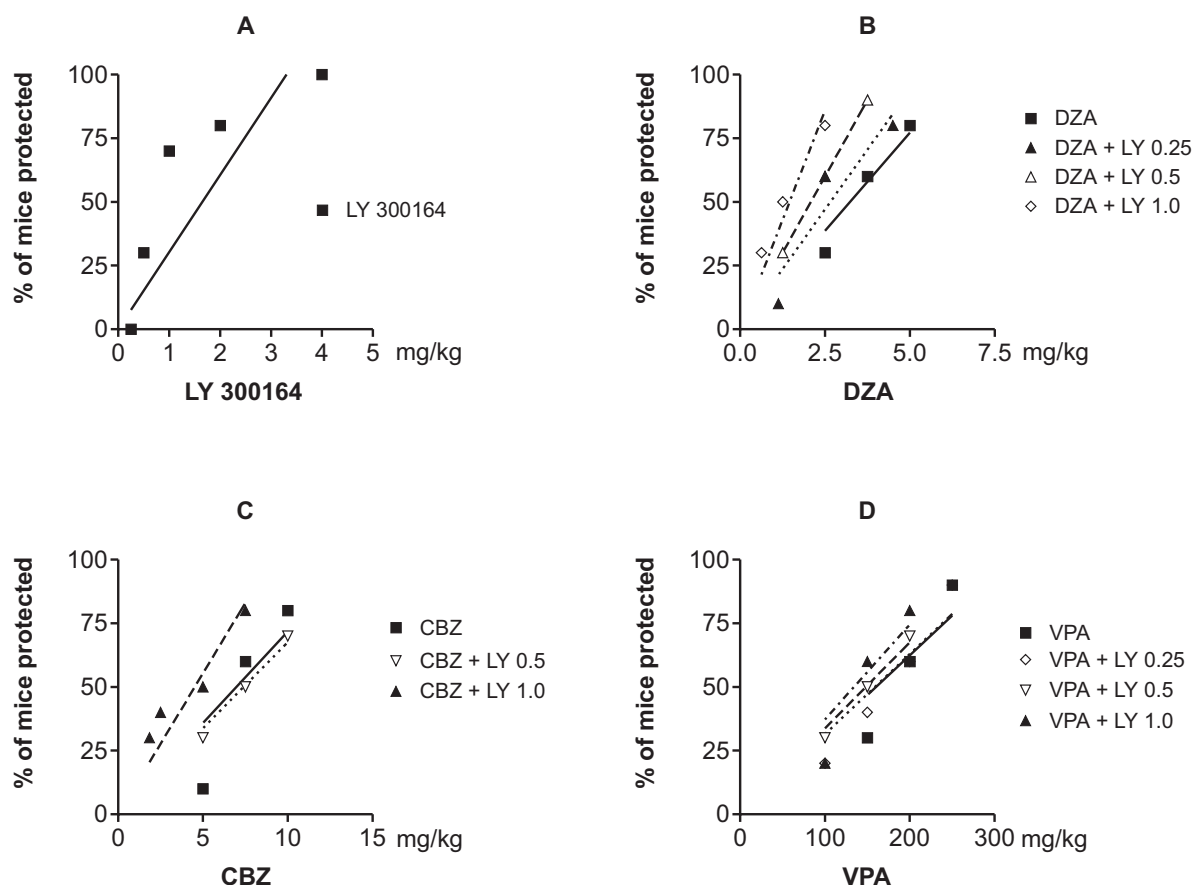 A
% of mice protected
100
75
50
25
0
0 1 2 3 4 5 mg/kg
LY 300164
LY 300164
B
% of mice protected
100
75
50
25
0
0.0 2.5 5.0 7.5 mg/kg
DZA
DZA
DZA + LY 0.25
DZA + LY 0.5
DZA + LY 1.0
C
% of mice protected
100
75
50
25
0
0 5 10 15 mg/kg
CBZ
CBZ
CBZ + LY 0.5
CBZ + LY 1.0
D
% of mice protected
100
75
50
25
0
0 100 200 300 mg/kg
VPA
VPA
VPA + LY 0.25
VPA + LY 0.5
VPA + LY 1.0